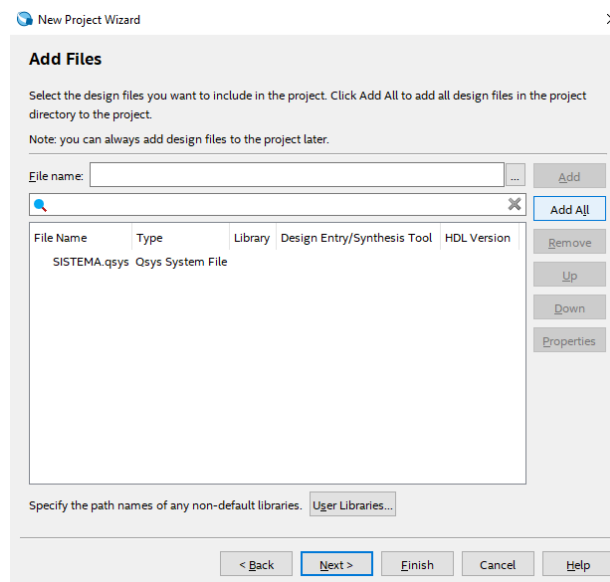 New Project Wizard
Add Files
Select the design files you want to include in the project. Click Add All to add all design files in the project
directory to the project.
Note: you can always add design files to the project later.
File name:
...
Add
Add All
File Name Type Library Design Entry/Synthesis Tool HDL Version
Remove
SISTEMA.qsys Qsys System File
Up
Down
Properties
Specify the path names of any non-default libraries. User Libraries...
< Back Next > Finish Cancel Help